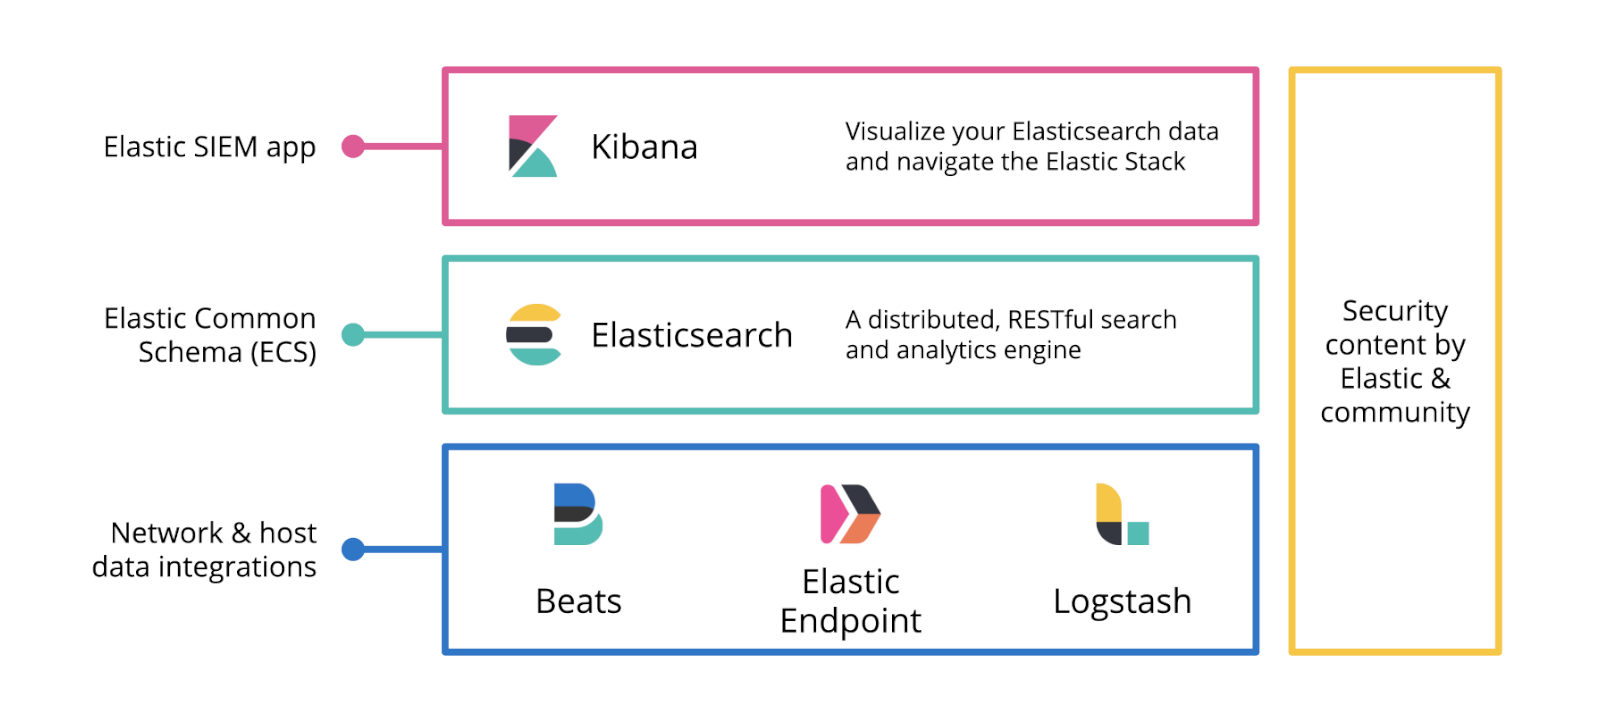 Elastic SIEM app
Kibana
Visualize your Elasticsearch data
and navigate the Elastic Stack
Elastic Common
Schema (ECS)
Elasticsearch
A distributed, RESTful search
and analytics engine
Network & host
data integrations
Beats
Elastic
Endpoint
Logstash
Security
content by
Elastic &
community